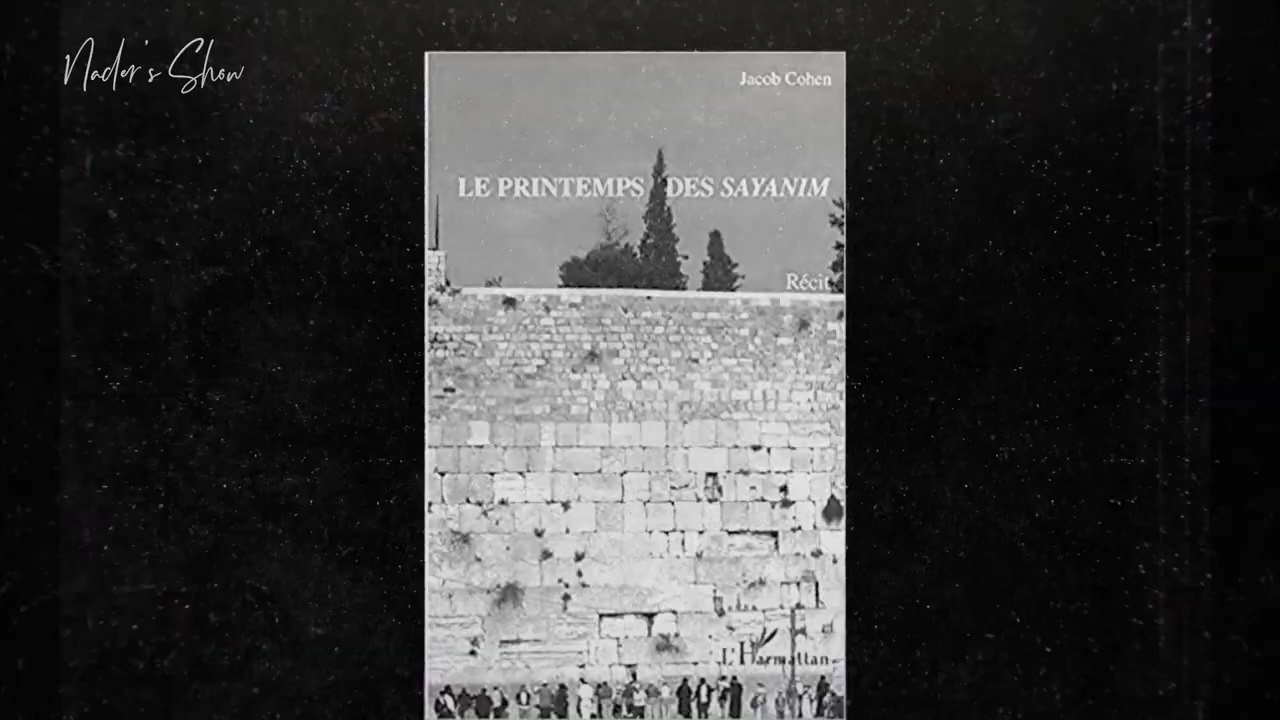 Nader's Show
Jacob Cohen
LE PRINTEMPS DES SAYANIM
Récit
L'Harmattan